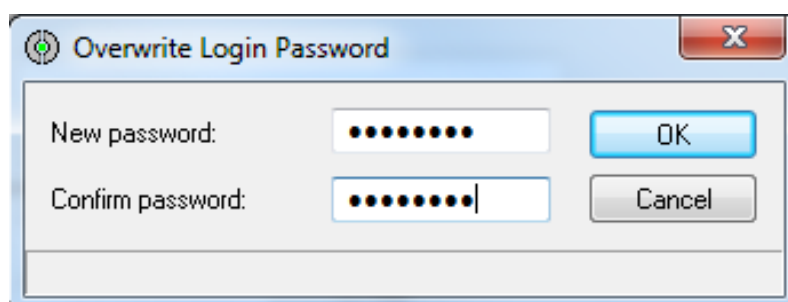 Overwrite Login Password
New password: •••••••• OK
Confirm password: •••••••• Cancel